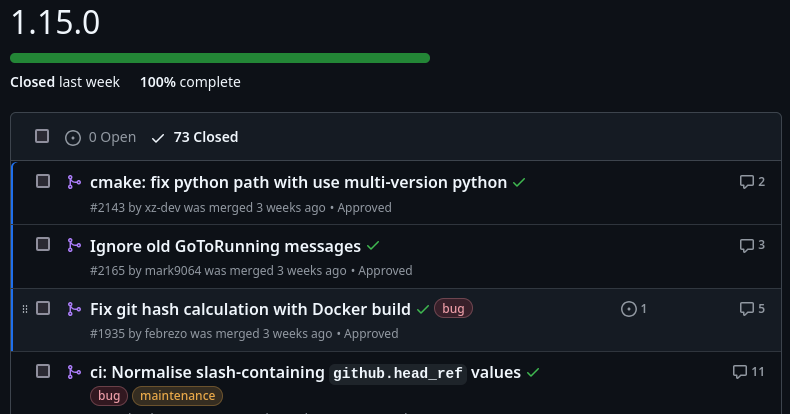 1.15.0
Closed last week 100% complete
0 Open 73 Closed
cmake: fix python path with use multi-version python 2
#2143 by xz-dev was merged 3 weeks ago • Approved
Ignore old GoToRunning messages 3
#2165 by mark9064 was merged 3 weeks ago • Approved
Fix git hash calculation with Docker build bug 1 5
#1935 by febrezo was merged 3 weeks ago • Approved
ci: Normalise slash-containing github.head_ref values 11
bug maintenance